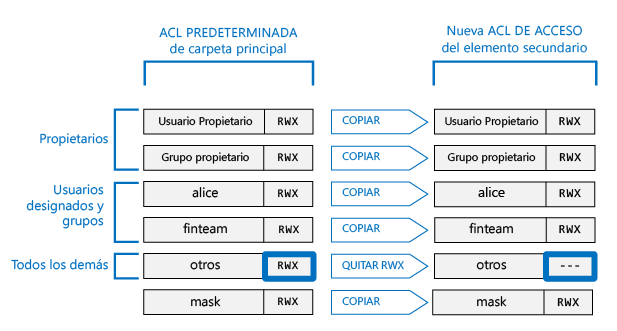 ACL PREDETERMINADA
de carpeta principal
Nueva ACL DE ACCESO
del elemento secundario
Propietarios
Usuario Propietario RWX COPIAR Usuario Propietario RWX
Grupo propietario RWX COPIAR Grupo propietario RWX
Usuarios
designados y
grupos
alice RWX COPIAR alice RWX
finteam RWX COPIAR finteam RWX
Todos los demás otros RWX QUITAR RWX otros ---
mask RWX COPIAR mask RWX